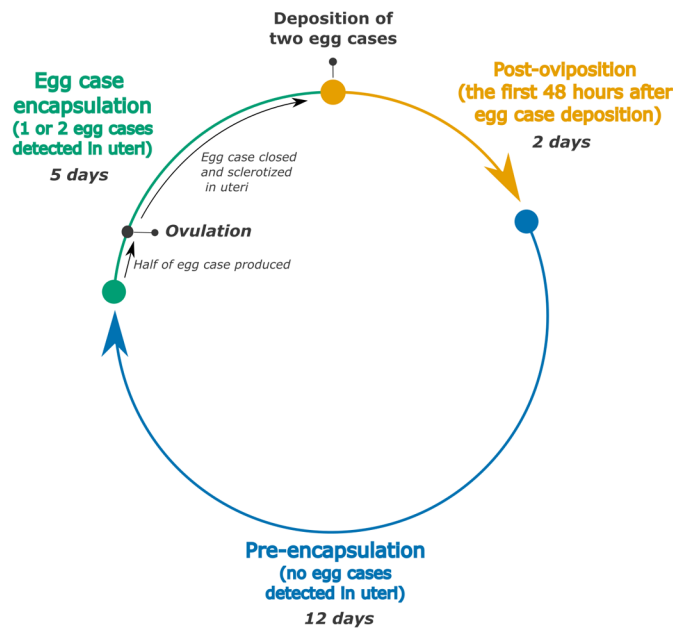 Deposition of
two egg cases
Egg case
encapsulation
(1 or 2 egg cases
detected in uteri)
5 days
Post-oviposition
(the first 48 hours after
egg case deposition)
2 days
Egg case closed
and sclerotized
in uteri
Ovulation
Half of egg case produced
Pre-encapsulation
(no egg cases
detected in uteri)
12 days